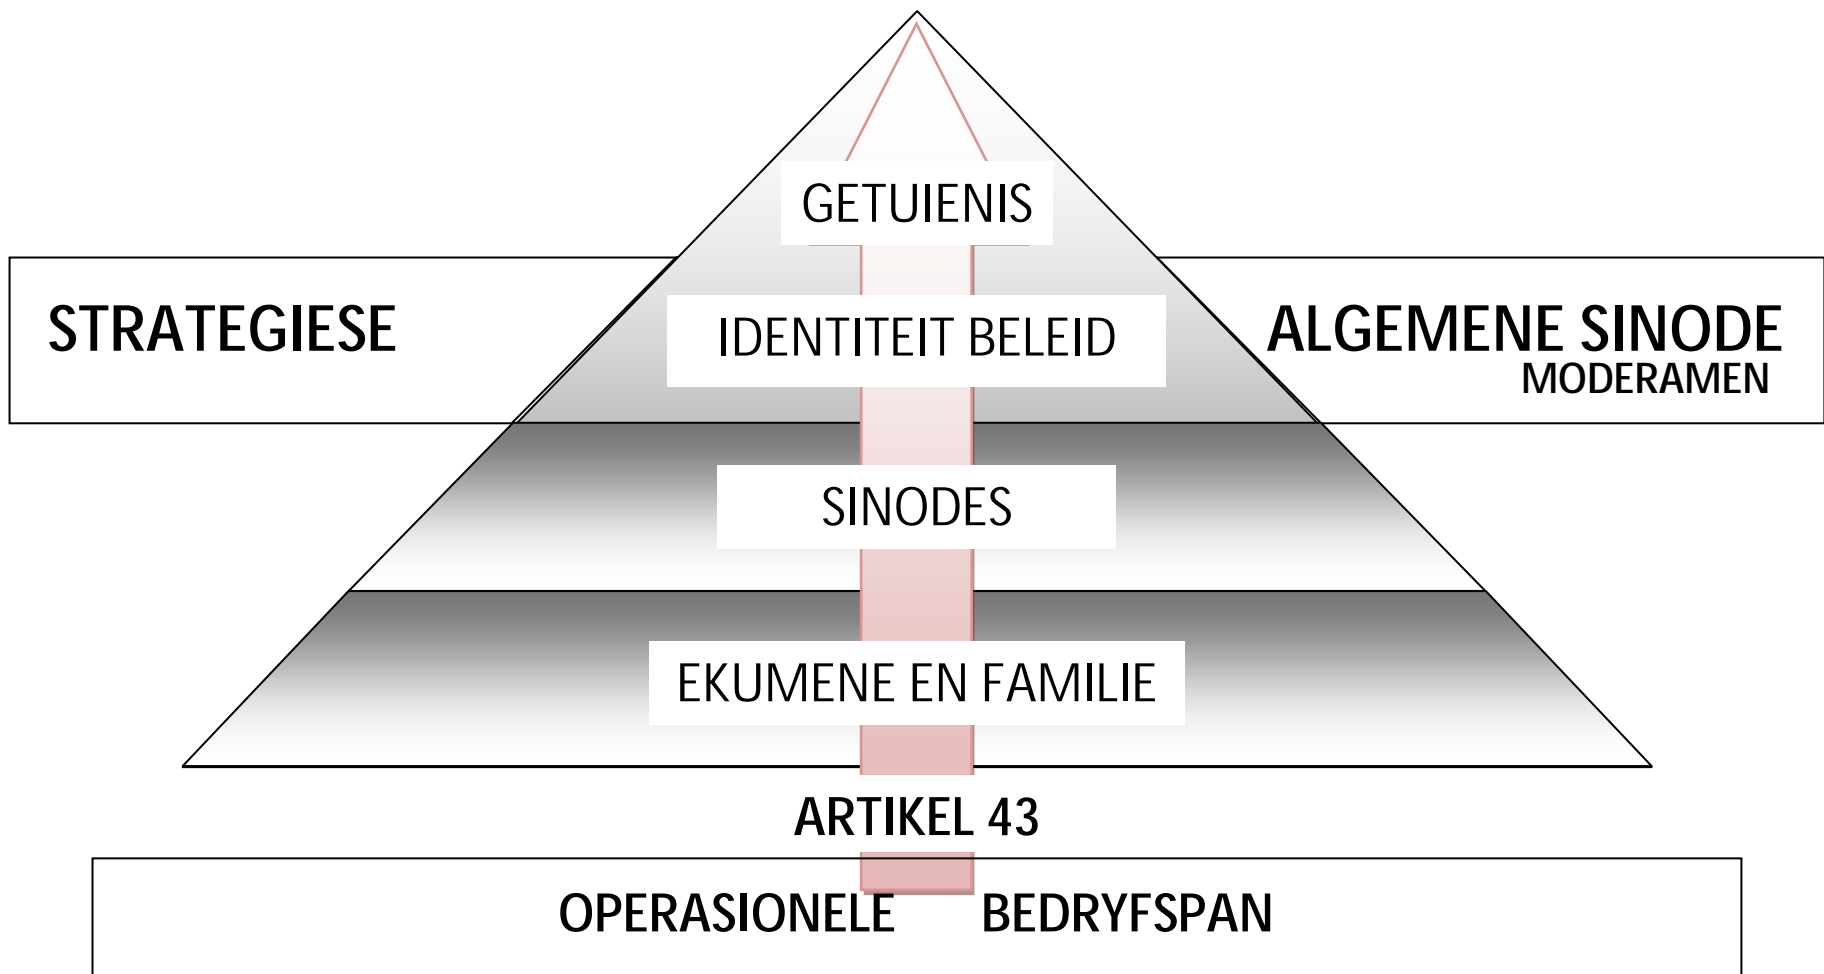 GETUIENIS
STRATEGIESE
IDENTITEIT BELEID
ALGEMENE SINODE
MODERAMEN
SINODES
EKUMENE EN FAMILIE
ARTIKEL 43
OPERASIONELE BEDRYFSPAN